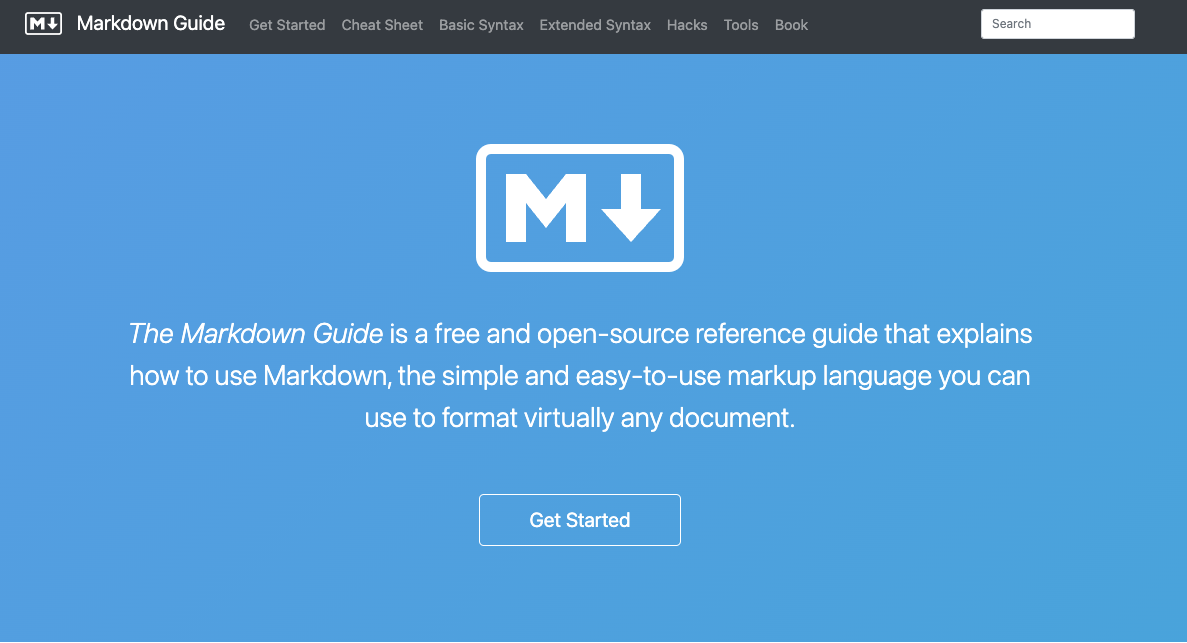 M Markdown Guide Get Started Cheat Sheet Basic Syntax Extended Syntax Hacks Tools Book Search
M
The Markdown Guide is a free and open-source reference guide that explains
how to use Markdown, the simple and easy-to-use markup language you can
use to format virtually any document.
Get Started